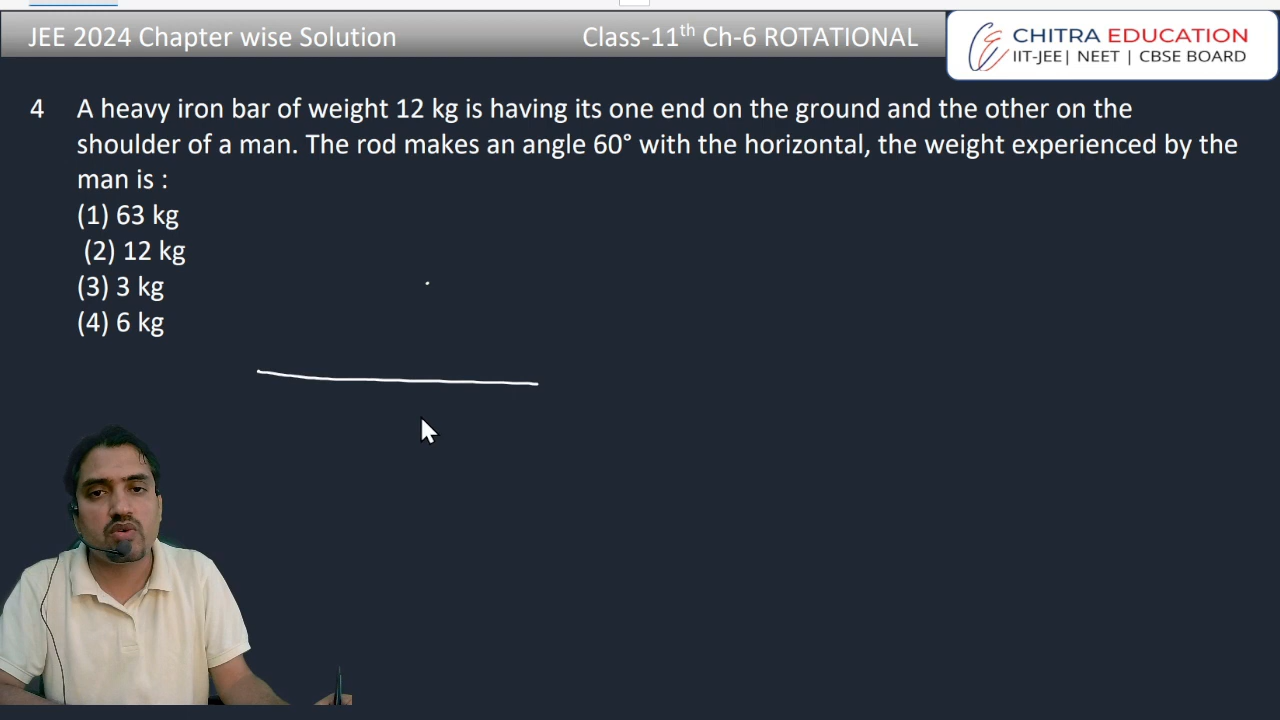 JEE 2024 Chapter wise Solution
Class-11th Ch-6 ROTATIONAL
CHITRA EDUCATION
IIT-JEE| NEET | CBSE BOARD
4 A heavy iron bar of weight 12 kg is having its one end on the ground and the other on the
shoulder of a man. The rod makes an angle 60° with the horizontal, the weight experienced by the
man is :
(1) 63 kg
(2) 12 kg
(3) 3 kg
(4) 6 kg